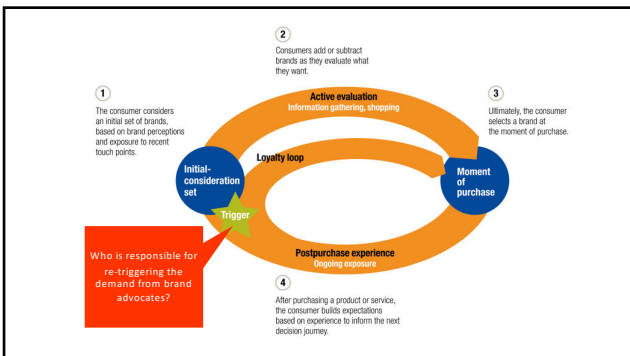 2
Consumers add or subtract
brands as they evaluate what
they want.
1
The consumer considers
an initial set of brands,
based on brand perceptions
and exposure to recent
touch points.
Active evaluation
Information gathering, shopping
3
Ultimately, the consumer
selects a brand at
the moment of purchase.
Loyalty loop
Initial-
consideration
set
Moment
of
purchase
Trigger
Who is responsible for
re-triggering the
demand from brand
advocates?
Postpurchase experience
Ongoing exposure
4
After purchasing a product or service,
the consumer builds expectations
based on experience to inform the next
decision journey.